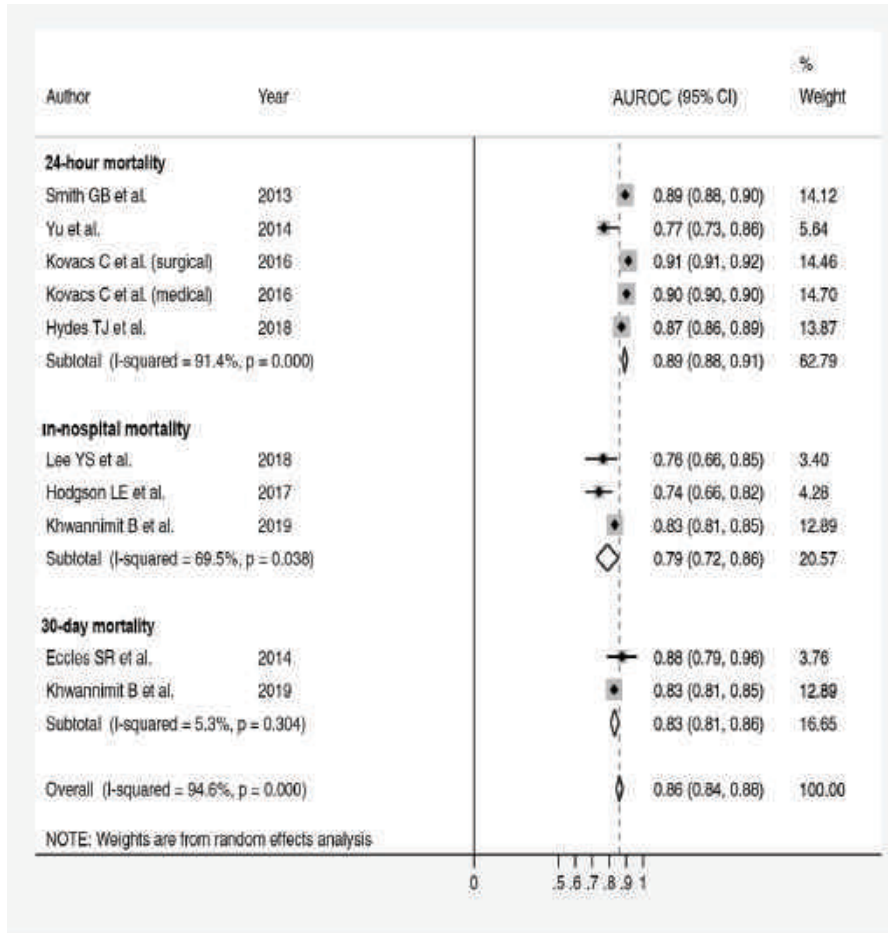 %
Author Year AUROC (95% CI) Weight
24-hour mortality
Smith GB et al. 2013 0.89 (0.88, 0.90) 14.12
Yu et al. 2014 0.77 (0.73, 0.86) 5.64
Kovacs C et al. (surgical) 2016 0.91 (0.91, 0.92) 14.46
Kovacs C et al. (medical) 2016 0.90 (0.90, 0.90) 14.70
Hydes TJ et al. 2018 0.87 (0.86, 0.89) 13.87
Subtotal (I-squared = 91.4%, p = 0.000) 0.89 (0.88, 0.91) 62.79
in-nospital mortality
Lee YS et al. 2018 0.76 (0.66, 0.85) 3.40
Hodgson LE et al. 2017 0.74 (0.66, 0.82) 4.28
Khwannimit B et al. 2019 0.83 (0.81, 0.85) 12.89
Subtotal (I-squared = 69.5%, p = 0.038) 0.79 (0.72, 0.86) 20.57
30-day mortality
Eccles SR et al. 2014 0.88 (0.79, 0.96) 3.76
Khwannimit B et al. 2019 0.83 (0.81, 0.85) 12.89
Subtotal (I-squared = 5.3%, p = 0.304) 0.83 (0.81, 0.86) 16.65
Overall (I-squared = 94.6%, p = 0.000) 0.86 (0.84, 0.88) 100.00
NOTE: Weights are from random effects analysis
0 .5 .6 .7 .8 .9 1